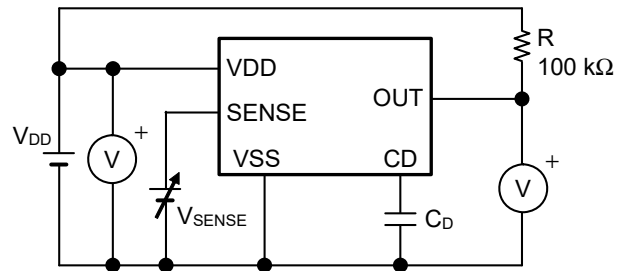 R
100 kΩ
VDD
OUT
SENSE
VDD
+
V
VSS
CD
+
V
VSENSE
CD